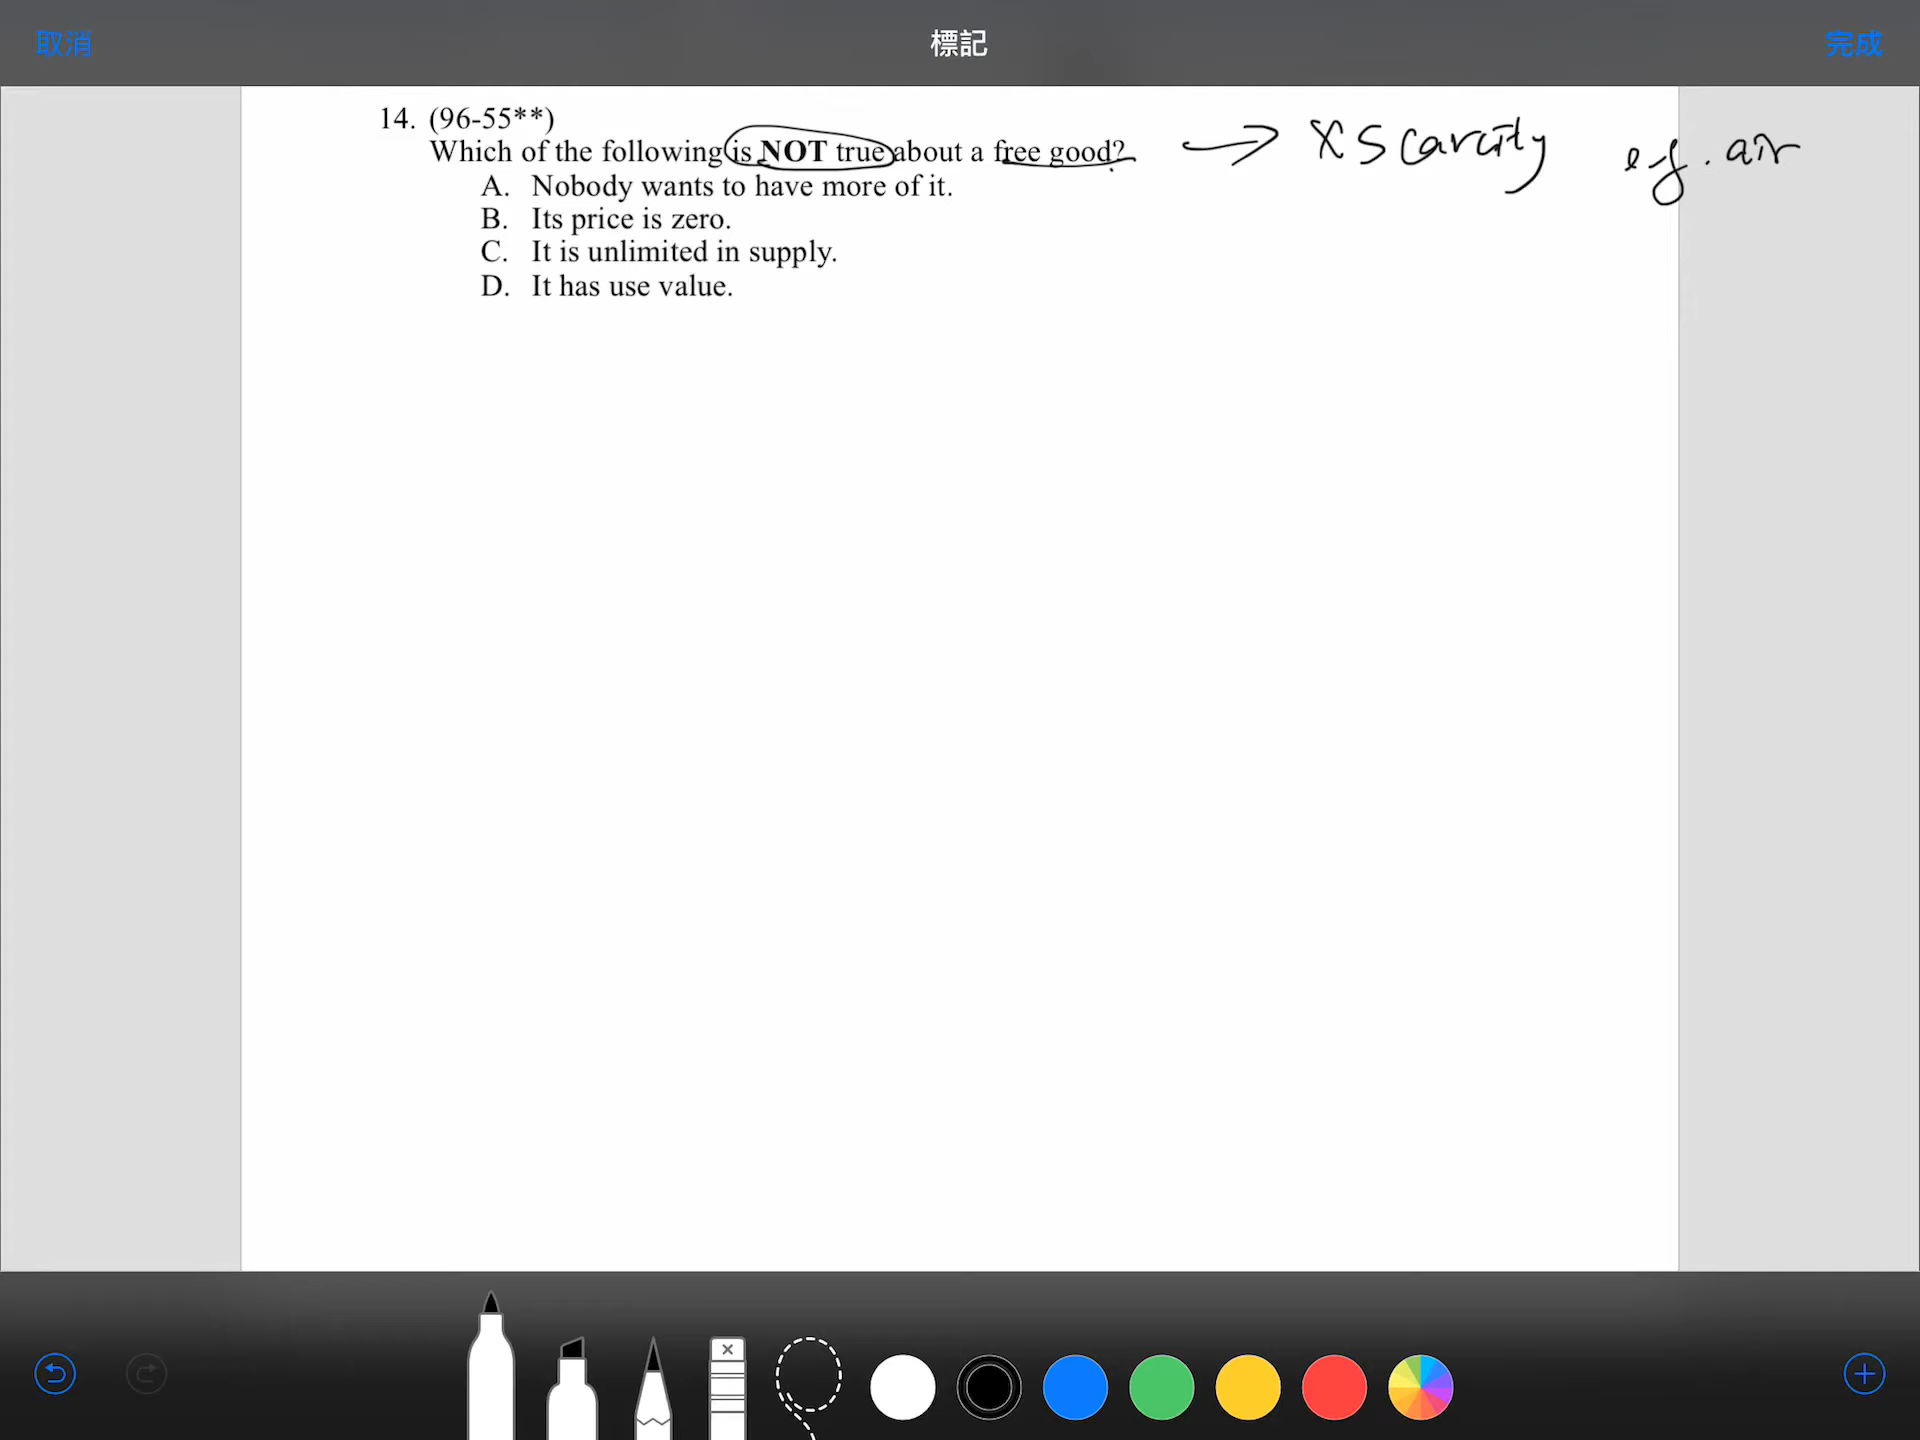 取消 標記 完成
14. (96-55**)
Which of the following is NOT true about a free good? → X Scarcity e.g. air
A. Nobody wants to have more of it.
B. Its price is zero.
C. It is unlimited in supply.
D. It has use value.